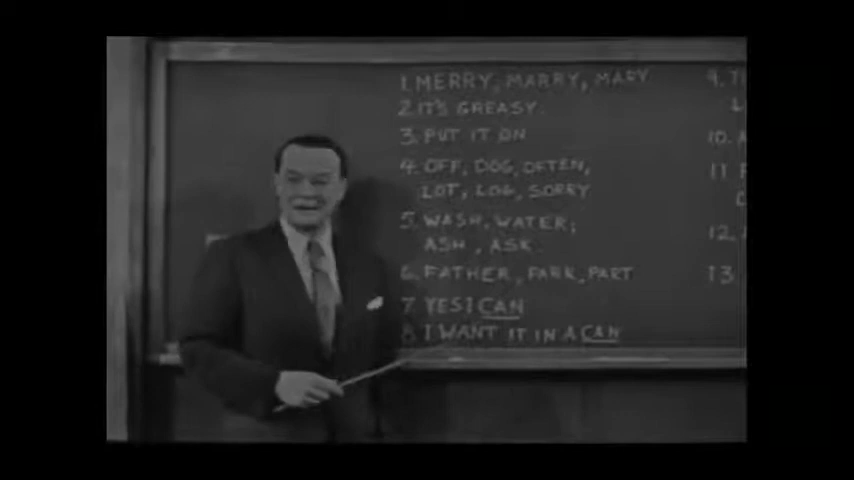 1. MERRY, MARRY, MARY
2. IT'S GREASY.
3. PUT IT ON
4. OFF, DOG, OFTEN,
LOT, LOG, SORRY
5. WASH, WATER;
ASH, ASK
6. FATHER, PARK, PART
7. YES I CAN
8. I WANT IT IN A CAN
9. T
10. A
11
12.
13